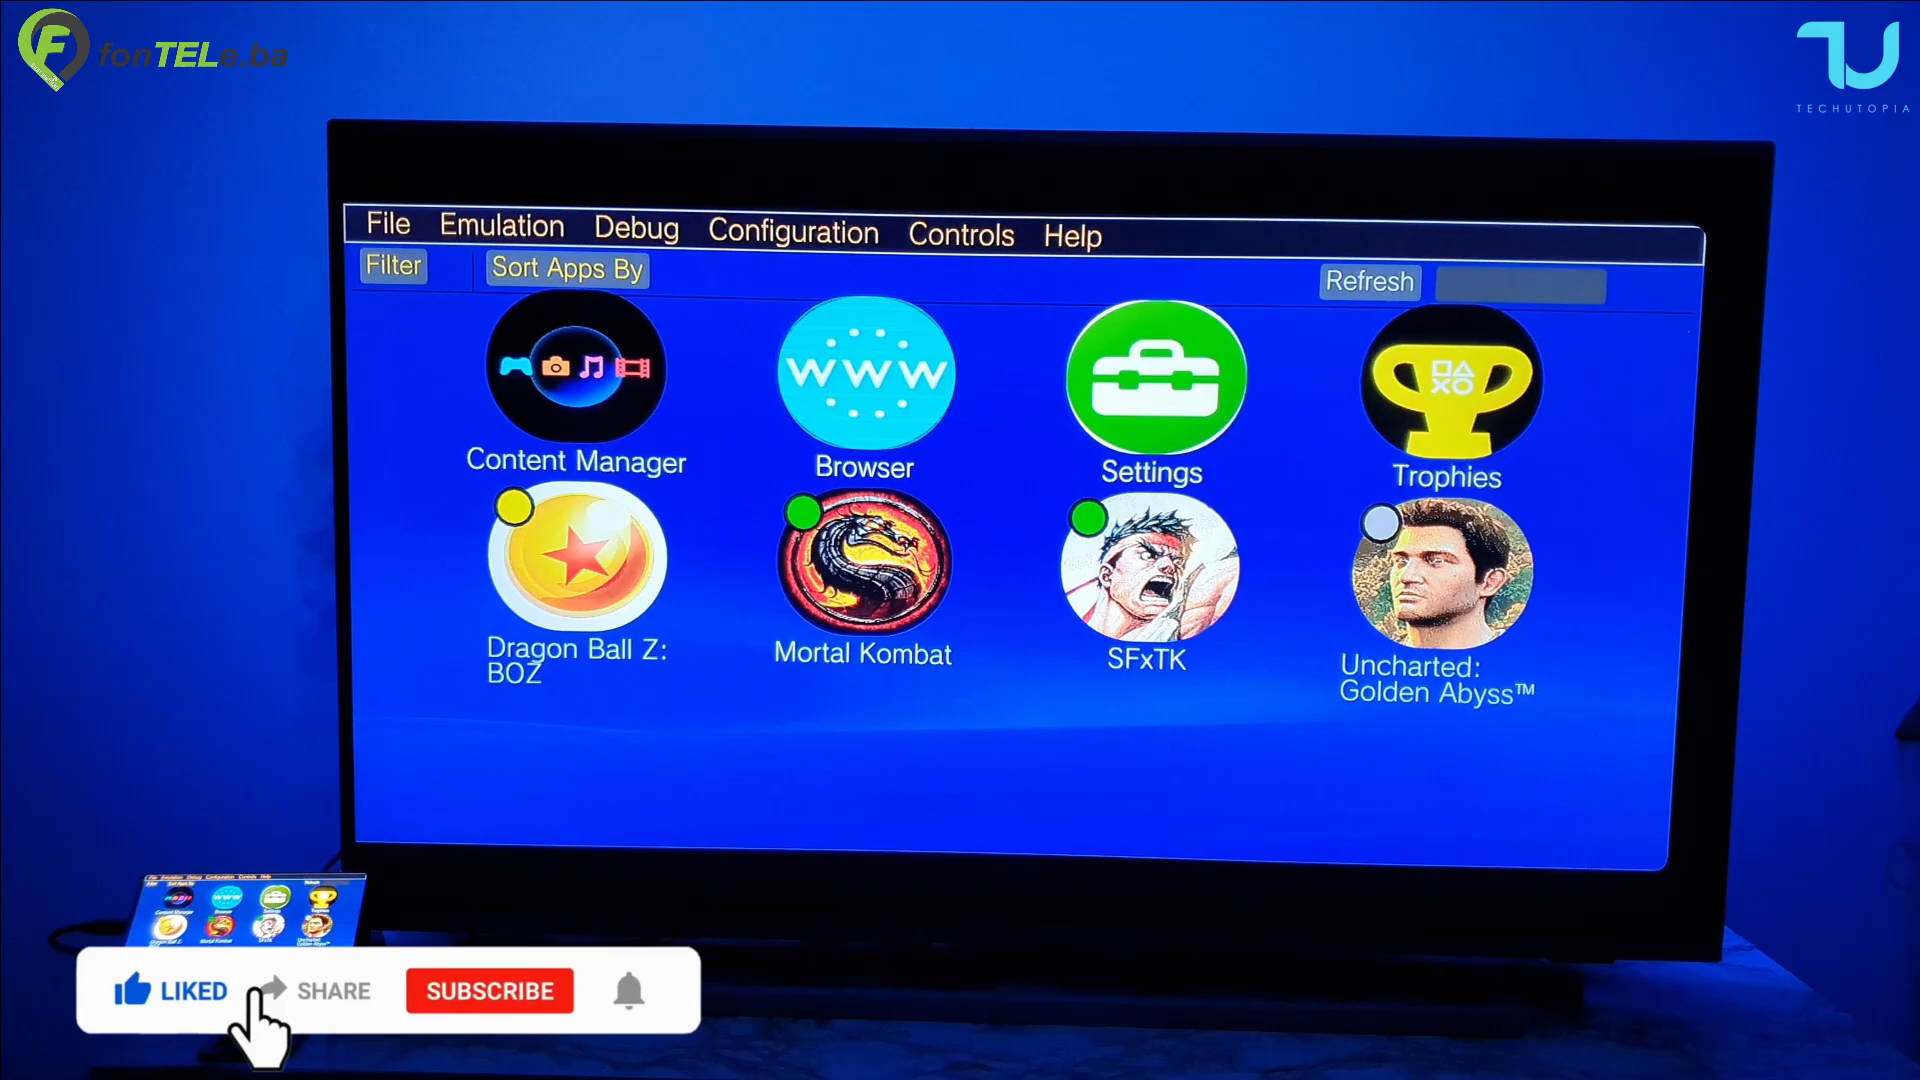 fonTELe.ba
TECHUTOPIA
File Emulation Debug Configuration Controls Help
Filter Sort Apps By Refresh
WWW
Content Manager Browser Settings Trophies
Dragon Ball Z:
BOZ
Mortal Kombat
SFxTK
Uncharted:
Golden Abyss™
LIKED SHARE SUBSCRIBE